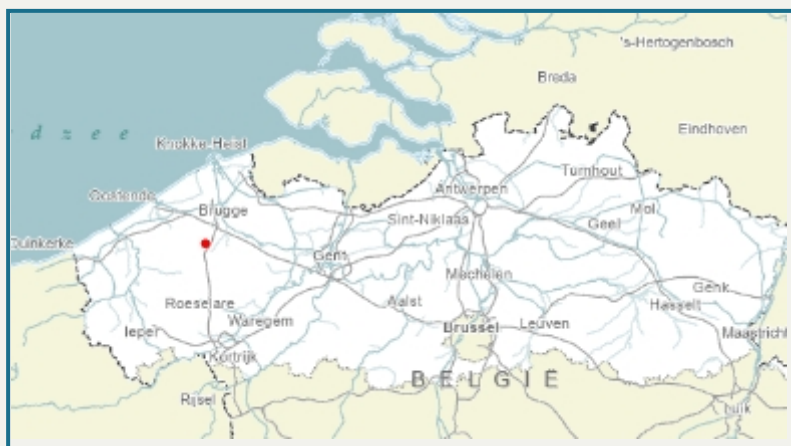 's-Hertogenbosch
Breda
d z e e
Eindhoven
Knokke-Heist
Turnhout
Antwerpen
Oostende
Brugge
Mol
Sint-Niklaas
Geel
Duinkerke
Gent
Mechelen
Genk
Roeselare
Aalst
Hasselt
Waregem
Brussel
Leuven
Ieper
Maastricht
Kortrijk
BELGIË
Rijsel
Luik